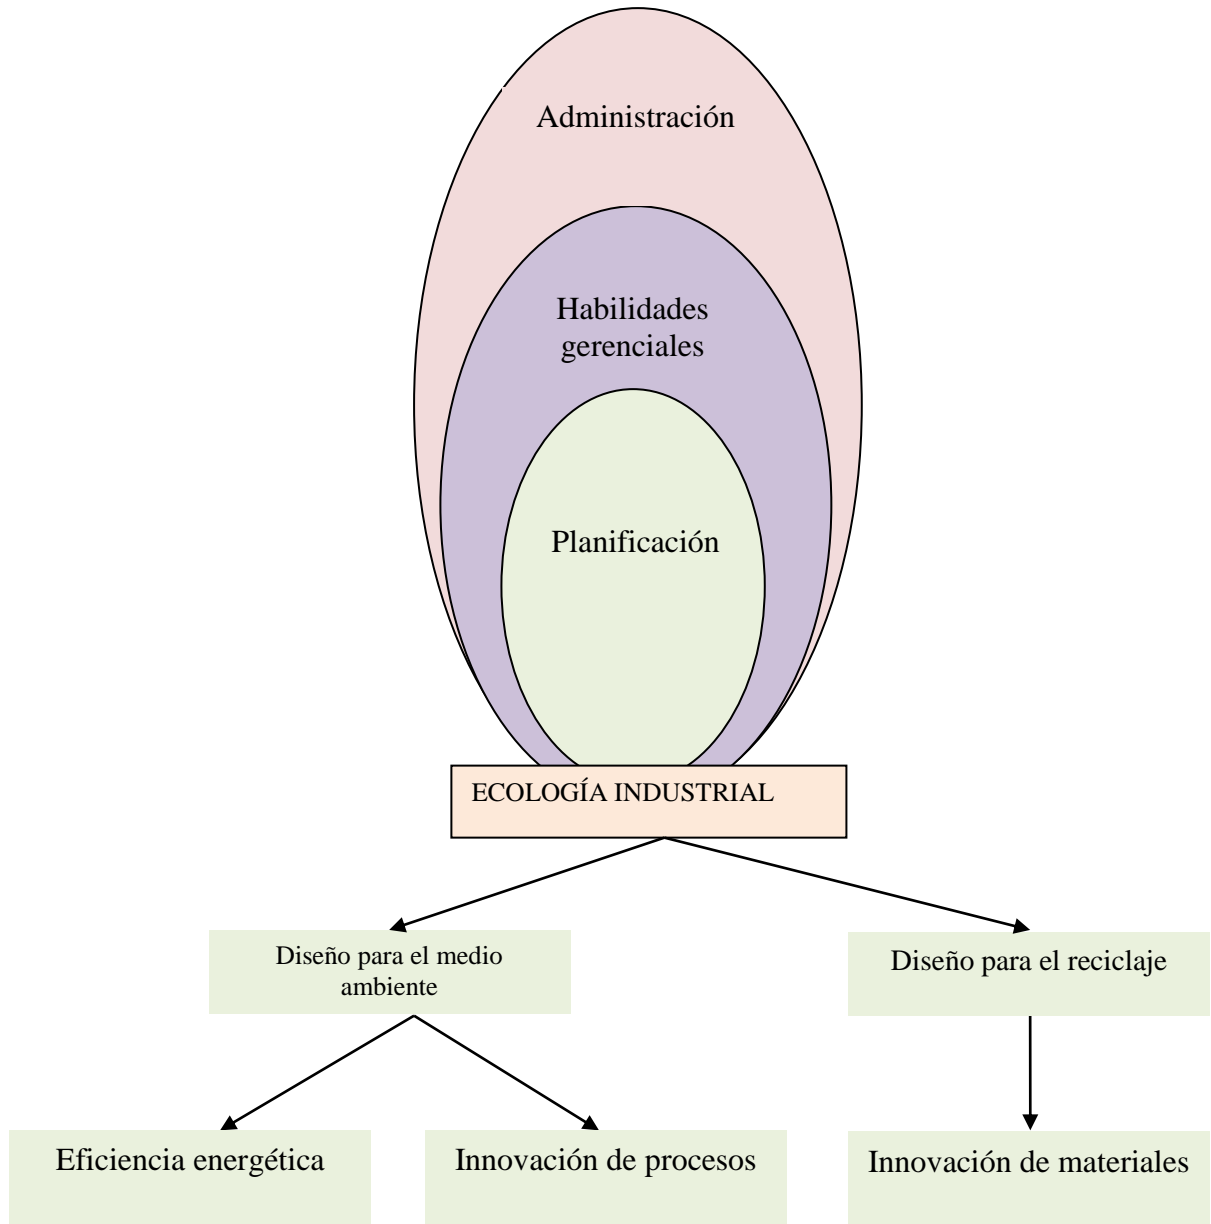 Administración
Habilidades
gerenciales
Planificación
ECOLOGÍA INDUSTRIAL
Diseño para el medio
ambiente
Diseño para el reciclaje
Eficiencia energética
Innovación de procesos
Innovación de materiales